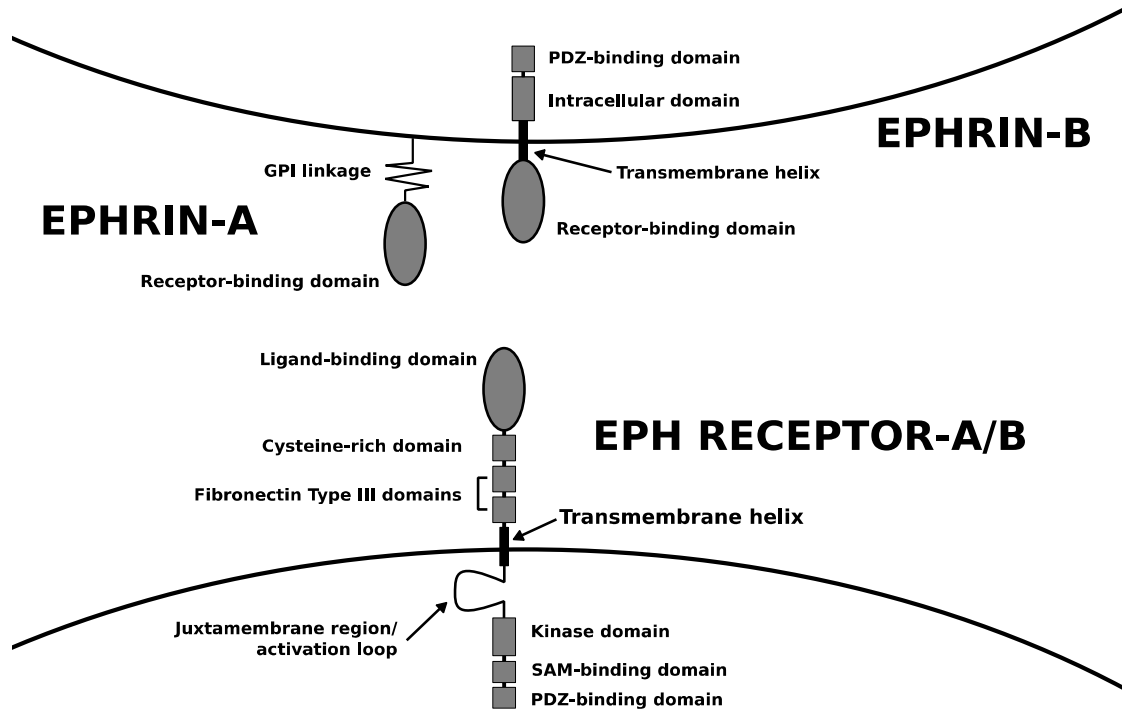 PDZ-binding domain
Intracellular domain
EPHRIN-B
GPI linkage
Transmembrane helix
EPHRIN-A
Receptor-binding domain
Receptor-binding domain
Ligand-binding domain
EPH RECEPTOR-A/B
Cysteine-rich domain
Fibronectin Type III domains
Transmembrane helix
Juxtamembrane region/
activation loop
Kinase domain
SAM-binding domain
PDZ-binding domain